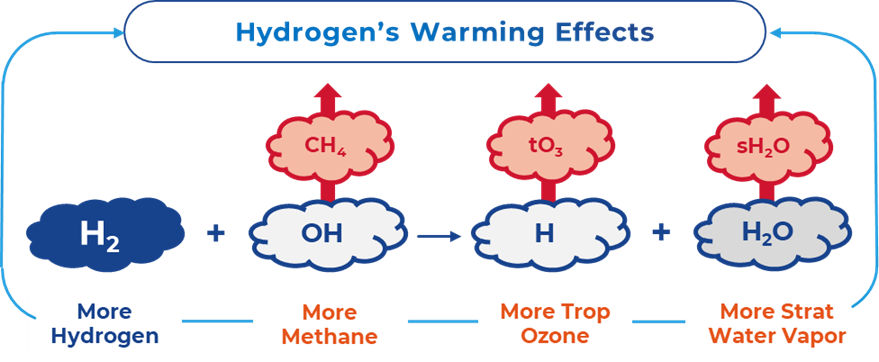 Hydrogen's Warming Effects
CH₄
tO₃
sH₂O
H₂ + OH → H + H₂O
More Hydrogen
More Methane
More Trop Ozone
More Strat Water Vapor